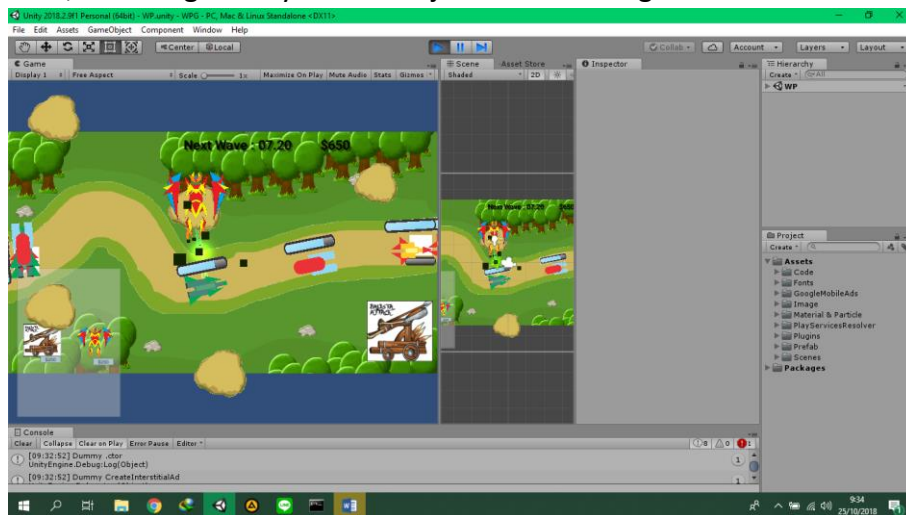 Unity 2018.2.9f1 Personal (64bit) - WP.unity - WPG - PC, Mac & Linux Standalone <DX11>
File Edit Assets GameObject Component Window Help
Center Local Collab Account Layers Layout
Game Scene Asset Store Inspector Hierarchy
Display 1 Free Aspect Scale 1x Maximize On Play Mute Audio Stats Gizmos Shaded 2D Create All
WP
Next Wave : 07.20 $650
Next Wave : 07.20 $650
Project
Create
Assets
Code
Fonts
GoogleMobileAds
Image
Material & Particle
PlayServicesResolver
Plugins
Prefab
Scenes
Packages
ATTACK
Console
Clear Collapse Clear on Play Error Pause Editor 8 0 1
[09:32:52] Dummy .ctor
UnityEngine.Debug:Log(Object)
1
[09:32:52] Dummy CreateInterstitialAd
1
9:34
25/10/2018